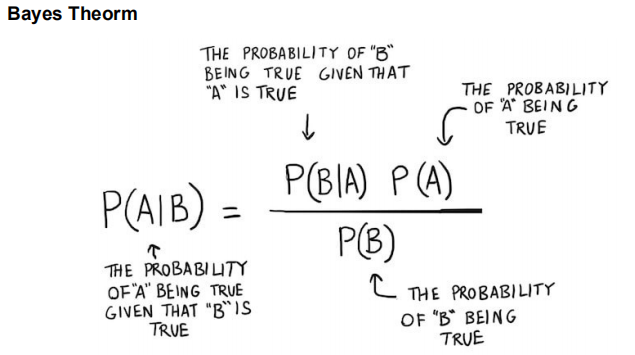 Bayes Theorm
THE PROBABILITY OF "B"
BEING TRUE GIVEN THAT
"A" IS TRUE
THE PROBABILITY
OF "A" BEING
TRUE
P(A|B) = P(B|A) P(A)
P(B)
THE PROBABILITY
OF "A" BEING TRUE
GIVEN THAT "B" IS
TRUE
THE PROBABILITY
OF "B" BEING
TRUE